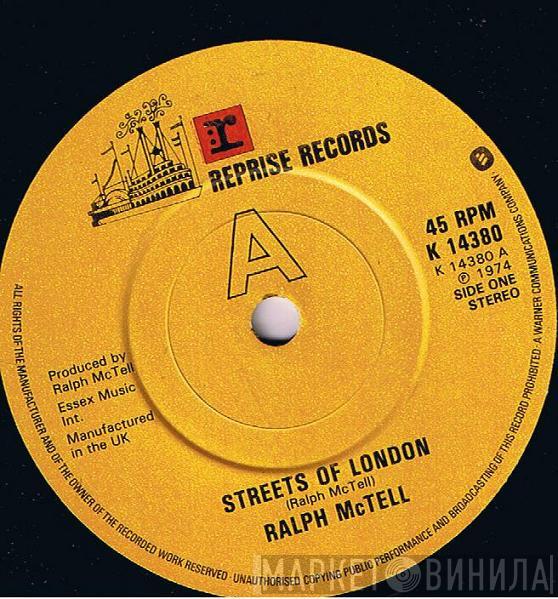 r
REPRISE RECORDS
A
45 RPM
K 14380
K 14380 A
Ⓟ 1974
SIDE ONE
STEREO
Produced by
Ralph McTell
Essex Music
Int.
Manufactured
in the UK
STREETS OF LONDON
(Ralph McTell)
RALPH McTELL
ALL RIGHTS OF THE MANUFACTURER AND OF THE OWNER OF THE RECORDED WORK RESERVED · UNAUTHORISED COPYING PUBLIC PERFORMANCE AND BROADCASTING OF THIS RECORD PROHIBITED · A WARNER COMMUNICATIONS COMPANY
МАРКЕТ ВИНИЛА